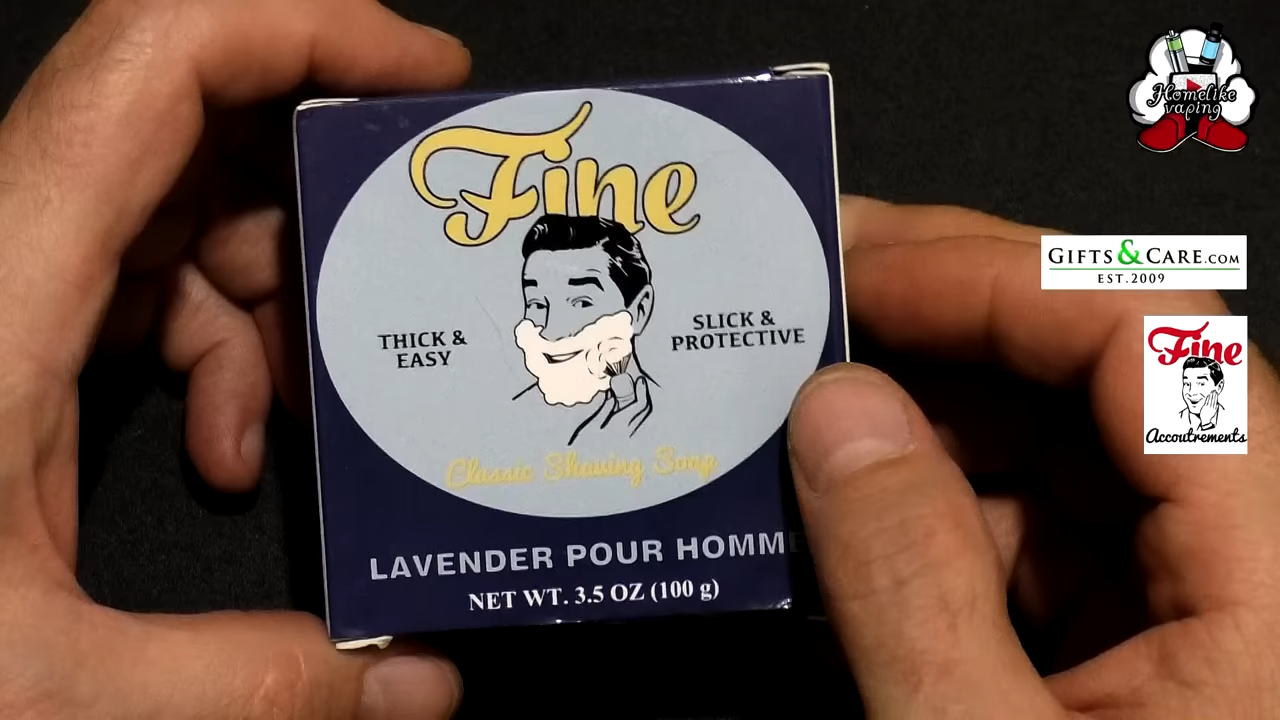 Fine
THICK &
EASY
SLICK &
PROTECTIVE
Classic Shaving Soap
LAVENDER POUR HOMME
NET WT. 3.5 OZ (100 g)
Homelike
vaping
GIFTS&CARE.COM
EST.2009
Fine
Accoutrements